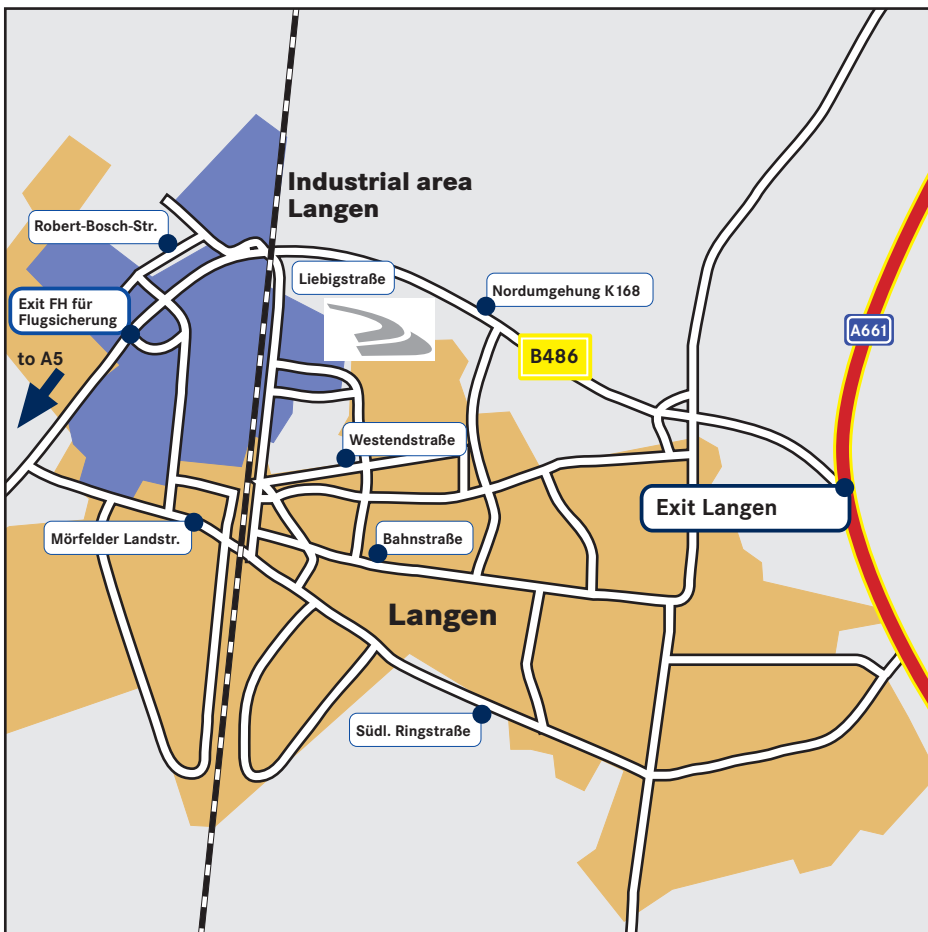 Industrial area
Langen
Robert-Bosch-Str.
Liebigstraße
Nordumgehung K168
Exit FH für
Flugsicherung
A661
to A5
B486
Westendstraße
Exit Langen
Mörfelder Landstr.
Bahnstraße
Langen
Südl. Ringstraße